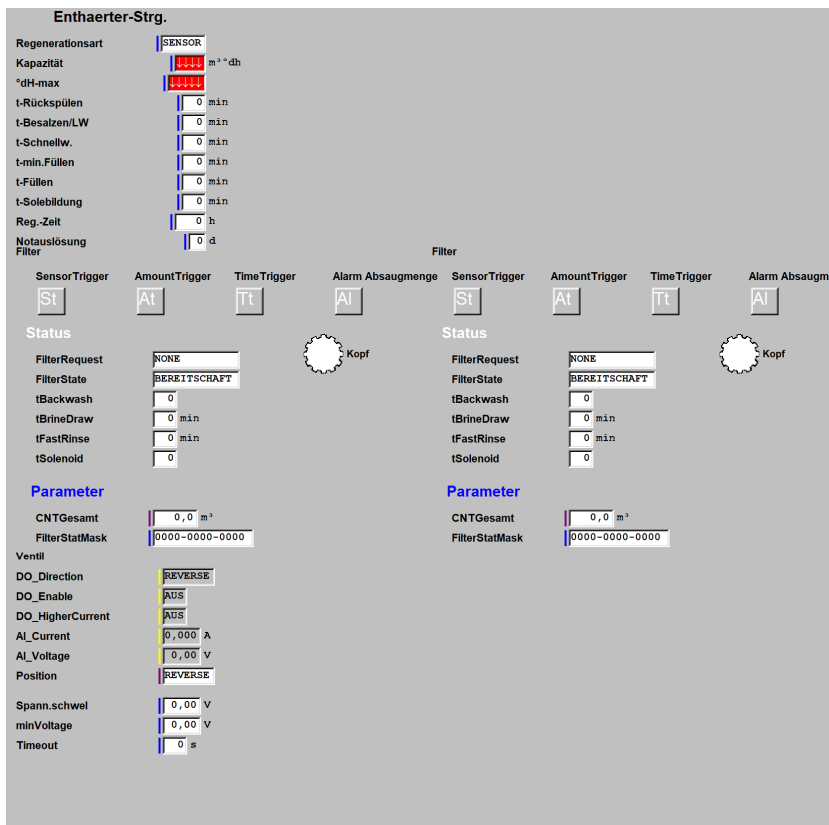 Enthaerter-Strg.
Regenerationsart SENSOR
Kapazität ↓↓↓↓ m³°dh
°dH-max ↓↓↓↓↓
t-Rückspülen 0 min
t-Besalzen/LW 0 min
t-Schnellw. 0 min
t-min.Füllen 0 min
t-Füllen 0 min
t-Solebildung 0 min
Reg.-Zeit 0 h
Notauslösung 0 d
Filter Filter
SensorTrigger AmountTrigger TimeTrigger Alarm Absaugmenge SensorTrigger AmountTrigger TimeTrigger Alarm Absaugm
St At Tt Al St At Tt Al
Status Status
Kopf Kopf
FilterRequest NONE FilterRequest NONE
FilterState BEREITSCHAFT FilterState BEREITSCHAFT
tBackwash 0 tBackwash 0
tBrineDraw 0 min tBrineDraw 0 min
tFastRinse 0 min tFastRinse 0 min
tSolenoid 0 tSolenoid 0
Parameter Parameter
CNTGesamt 0,0 m³ CNTGesamt 0,0 m³
FilterStatMask 0000-0000-0000 FilterStatMask 0000-0000-0000
Ventil
DO_Direction REVERSE
DO_Enable AUS
DO_HigherCurrent AUS
AI_Current 0,000 A
AI_Voltage 0,00 V
Position REVERSE
Spann.schwel 0,00 V
minVoltage 0,00 V
Timeout 0 s